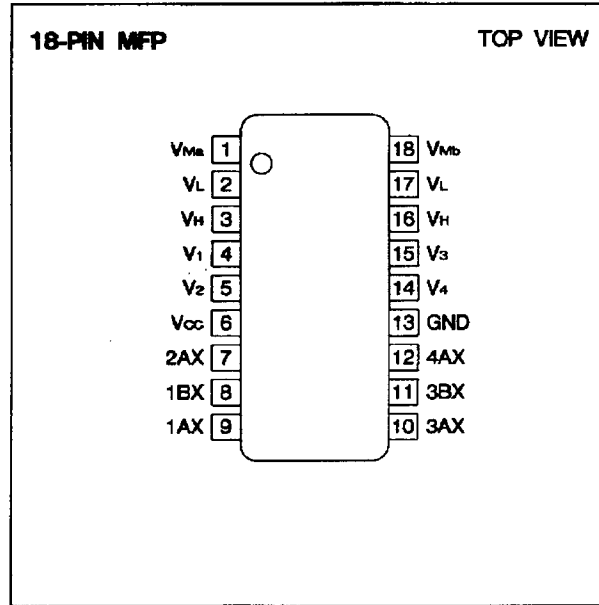 18-PIN MFP TOP VIEW
VMa 1 18 VMb
VL 2 17 VL
VH 3 16 VH
V1 4 15 V3
V2 5 14 V4
VCC 6 13 GND
2AX 7 12 4AX
1BX 8 11 3BX
1AX 9 10 3AX